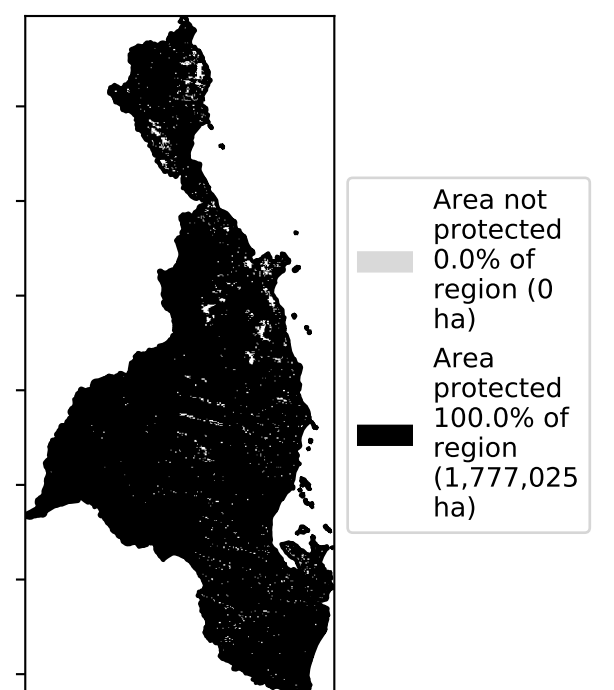 Area not
protected
0.0% of
region (0
ha)
Area
protected
100.0% of
region
(1,777,025
ha)